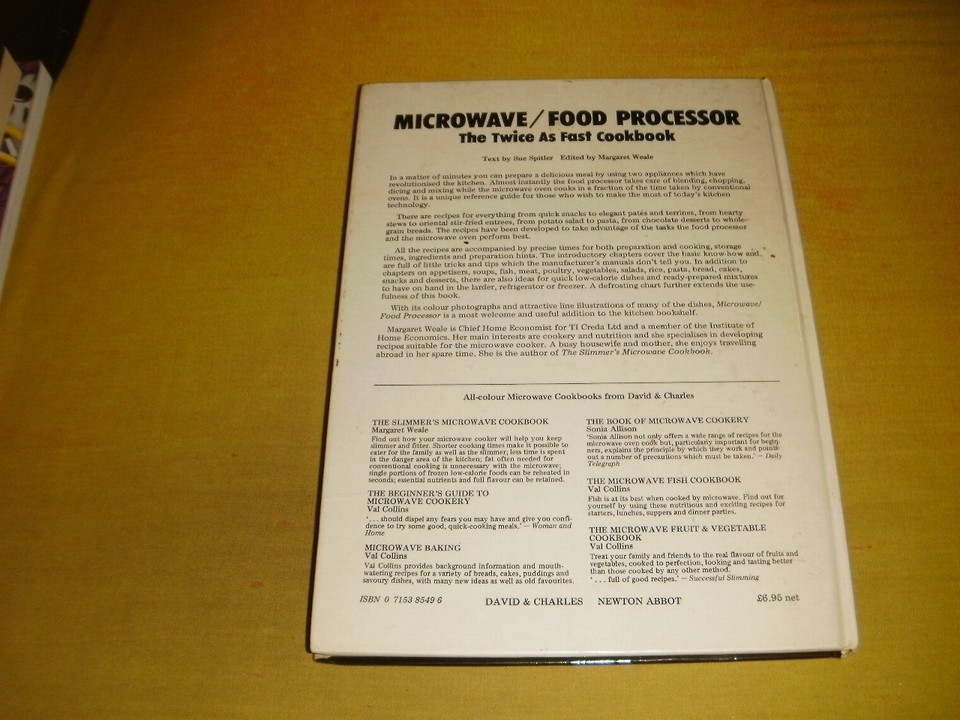 MICROWAVE/FOOD PROCESSOR
The Twice As Fast Cookbook
Text by Sue Spitler Edited by Margaret Weale
In a matter of minutes you can prepare a delicious meal by using two appliances which have
revolutionised the kitchen. Almost instantly the food processor takes care of blending, chopping,
dicing and mixing while the microwave oven cooks in a fraction of the time taken by conventional
ovens. It is a unique reference guide for those who wish to make the most of today's kitchen
technology.
There are recipes for everything from quick snacks to elegant patés and terrines, from hearty
stews to oriental stir-fried entrees, from potato salad to pasta, from chocolate desserts to whole-
grain breads. The recipes have been developed to take advantage of the tasks the food processor
and the microwave oven perform best.
All the recipes are accompanied by precise times for both preparation and cooking, storage
times, ingredients and preparation hints. The introductory chapters cover the basic know-how and
are full of little tricks and tips which the manufacturer's manuals don't tell you. In addition to
chapters on appetisers, soups, fish, meat, poultry, vegetables, salads, rice, pasta, bread, cakes,
snacks and desserts, there are also ideas for quick low-calorie dishes and ready-prepared mixtures
to have on hand in the larder, refrigerator or freezer. A defrosting chart further extends the use-
fulness of this book.
With its colour photographs and attractive line illustrations of many of the dishes, Microwave/
Food Processor is a most welcome and useful addition to the kitchen bookshelf.
Margaret Weale is Chief Home Economist for TI Creda Ltd and a member of the Institute of
Home Economics. Her main interests are cookery and nutrition and she specialises in developing
recipes suitable for the microwave cooker. A busy housewife and mother, she enjoys travelling
abroad in her spare time. She is the author of The Slimmer's Microwave Cookbook.
All-colour Microwave Cookbooks from David & Charles
THE SLIMMER'S MICROWAVE COOKBOOK
Margaret Weale
Find out how your microwave cooker will help you keep
slimmer and fitter. Shorter cooking times make it possible to
cater for the family as well as the slimmer; less time is spent
in the danger area of the kitchen; fat often needed for
conventional cooking is unnecessary with the microwave;
single portions of frozen low-calorie foods can be reheated in
seconds; essential nutrients and full flavour can be retained.
THE BEGINNER'S GUIDE TO
MICROWAVE COOKERY
Val Collins
'. . . should dispel any fears you may have and give you confi-
dence to try some good, quick-cooking meals.' – Woman and
Home
MICROWAVE BAKING
Val Collins
Val Collins provides background information and mouth-
watering recipes for a variety of breads, cakes, puddings and
savoury dishes, with many new ideas as well as old favourites.
THE BOOK OF MICROWAVE COOKERY
Sonia Allison
'Sonia Allison not only offers a wide range of recipes for the
microwave oven cook but, particularly important for begin-
ners, explains the principle by which they work and points
out a number of precautions which must be taken.' – Daily
Telegraph
THE MICROWAVE FISH COOKBOOK
Val Collins
Fish is at its best when cooked by microwave. Find out for
yourself by using these nutritious and exciting recipes for
starters, lunches, suppers and dinner parties.
THE MICROWAVE FRUIT & VEGETABLE
COOKBOOK
Val Collins
Treat your family and friends to the real flavour of fruits and
vegetables, cooked to perfection, looking and tasting better
than those cooked by any other method.
'. . . full of good recipes.' – Successful Slimming
ISBN 0 7153 8549 6 DAVID & CHARLES NEWTON ABBOT £6.95 net